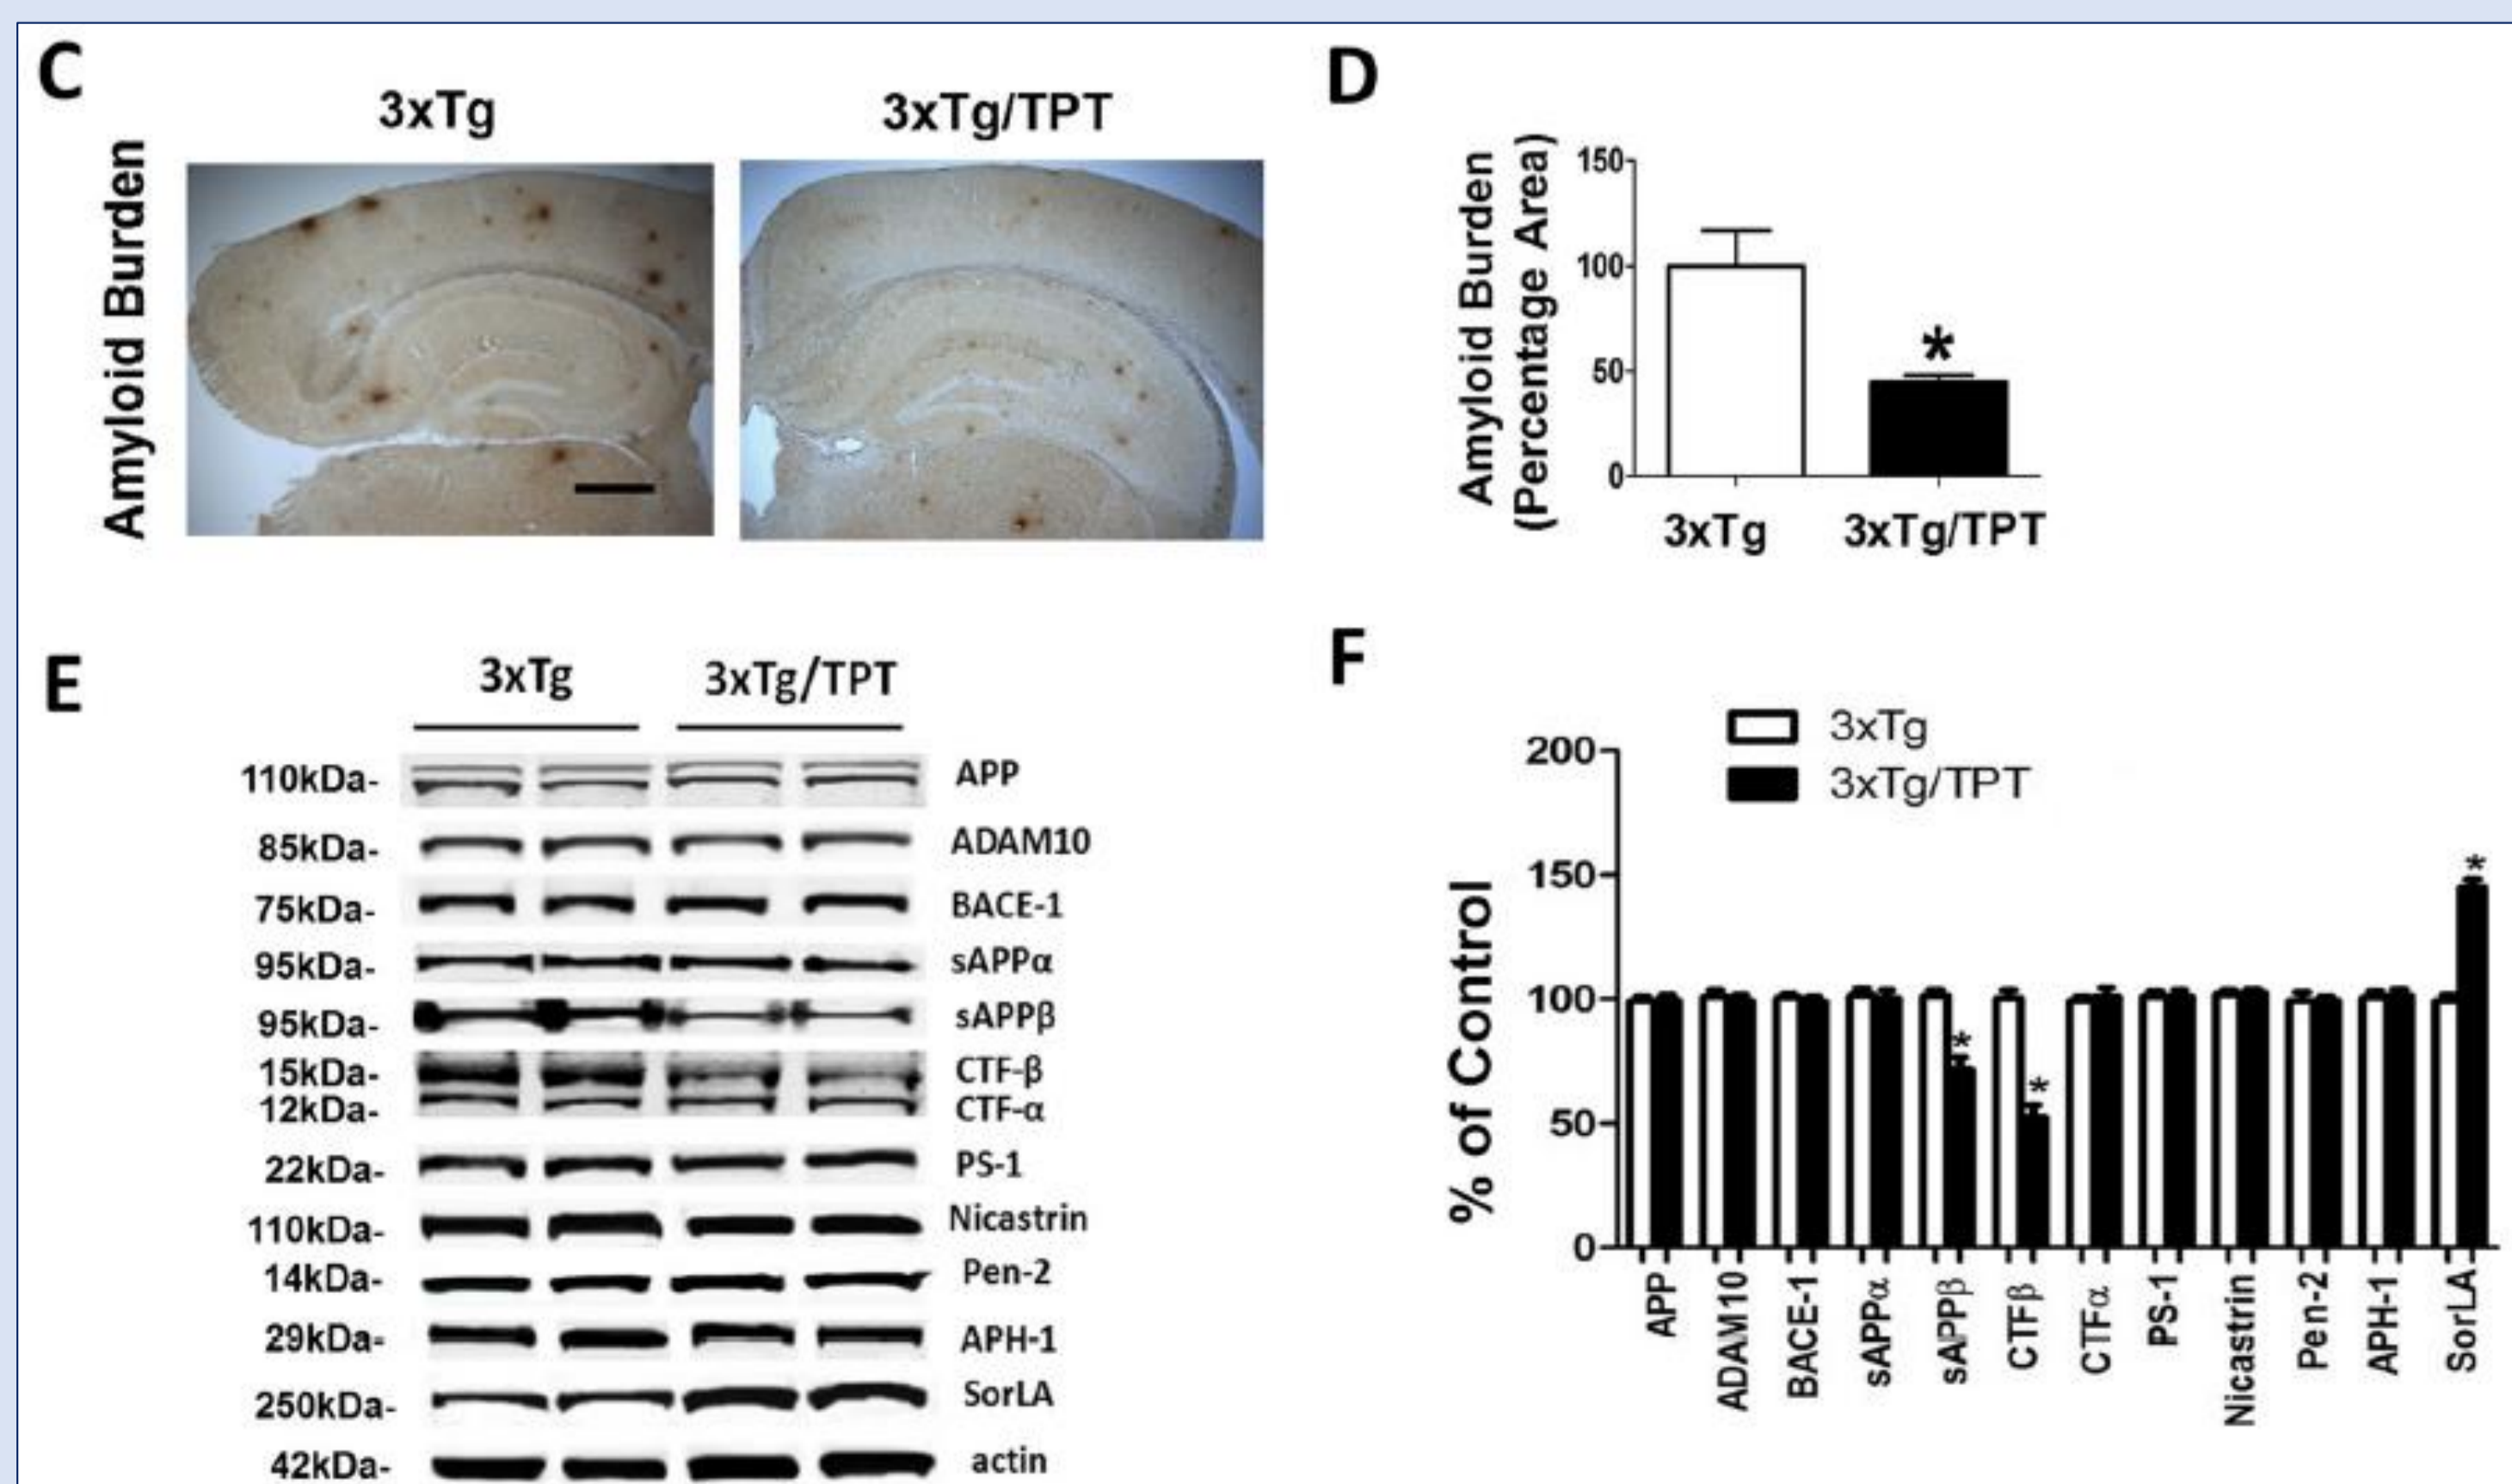 C
3xTg
3xTg/TPT
Amyloid Burden
D
Amyloid Burden
(Percentage Area)
150
100
50
0
*
3xTg
3xTg/TPT
E
3xTg
3xTg/TPT
110kDa- APP
85kDa- ADAM10
75kDa- BACE-1
95kDa- sAPPα
95kDa- sAPPβ
15kDa- CTF-β
12kDa- CTF-α
22kDa- PS-1
110kDa- Nicastrin
14kDa- Pen-2
29kDa- APH-1
250kDa- SorLA
42kDa- actin
F
3xTg
3xTg/TPT
% of Control
200
150
100
50
0
*
*
*
APP
ADAM10
BACE-1
sAPPα
sAPPβ
CTFβ
CTFα
PS-1
Nicastrin
Pen-2
APH-1
SorLA